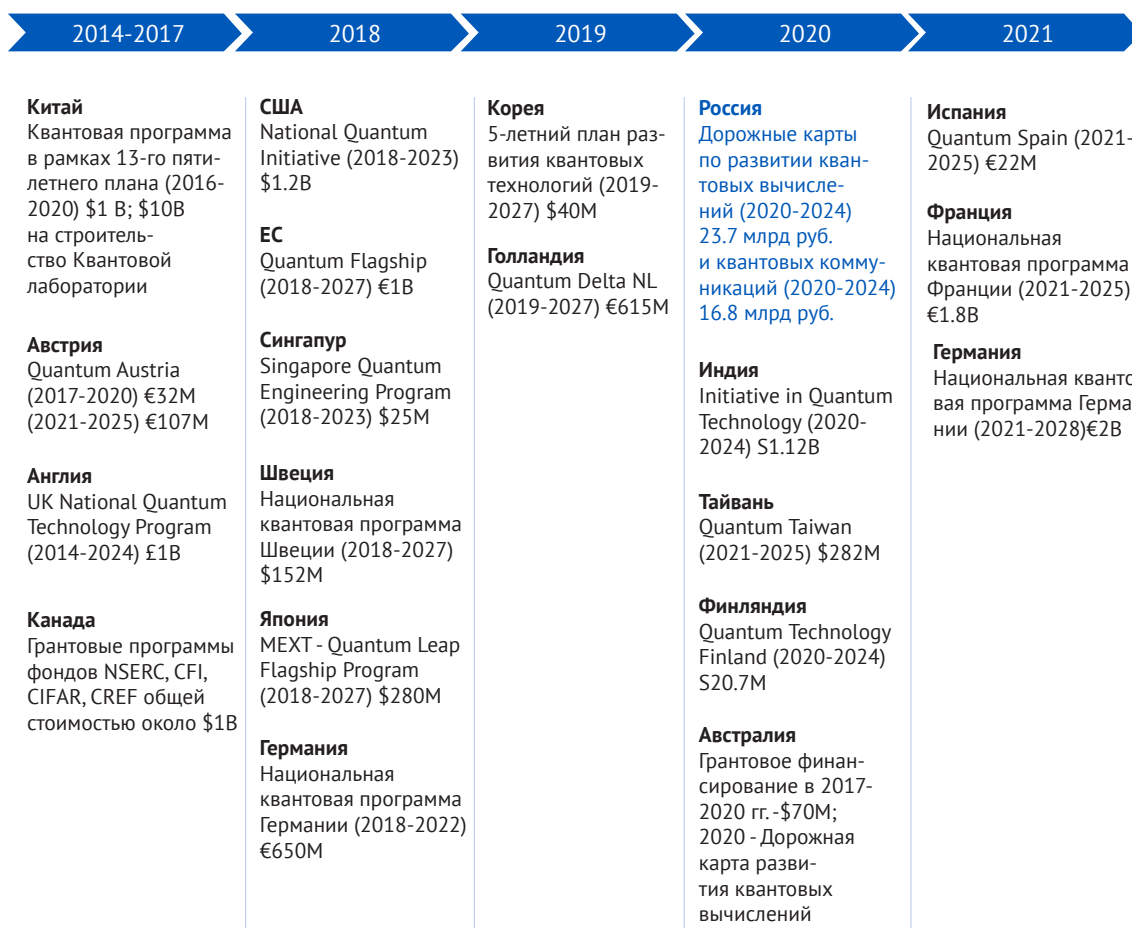 2014-2017
2018
2019
2020
2021
Китай
Квантовая программа
в рамках 13-го пяти-
летнего плана (2016-
2020) $1 B; $10B
на строитель-
ство Квантовой
лаборатории
Австрия
Quantum Austria
(2017-2020) €32M
(2021-2025) €107M
Англия
UK National Quantum
Technology Program
(2014-2024) £1B
Канада
Грантовые программы
фондов NSERC, CFI,
CIFAR, CREF общей
стоимостью около $1B
США
National Quantum
Initiative (2018-2023)
$1.2B
ЕС
Quantum Flagship
(2018-2027) €1B
Сингапур
Singapore Quantum
Engineering Program
(2018-2023) $25M
Швеция
Национальная
квантовая программа
Швеции (2018-2027)
$152M
Япония
MEXT - Quantum Leap
Flagship Program
(2018-2027) $280M
Германия
Национальная
квантовая программа
Германии (2018-2022)
€650M
Корея
5-летний план раз-
вития квантовых
технологий (2019-
2027) $40M
Голландия
Quantum Delta NL
(2019-2027) €615M
Россия
Дорожные карты
по развитии кван-
товых вычисле-
ний (2020-2024)
23.7 млрд руб.
и квантовых комму-
никаций (2020-2024)
16.8 млрд руб.
Индия
Initiative in Quantum
Technology (2020-
2024) S1.12B
Тайвань
Quantum Taiwan
(2021-2025) $282M
Финляндия
Quantum Technology
Finland (2020-2024)
S20.7M
Австралия
Грантовое финан-
сирование в 2017-
2020 гг. -$70M;
2020 - Дорожная
карта разви-
тия квантовых
вычислений
Испания
Quantum Spain (2021-
2025) €22M
Франция
Национальная
квантовая программа
Франции (2021-2025)
€1.8B
Германия
Национальная кванто
вая программа Герма
нии (2021-2028)€2B